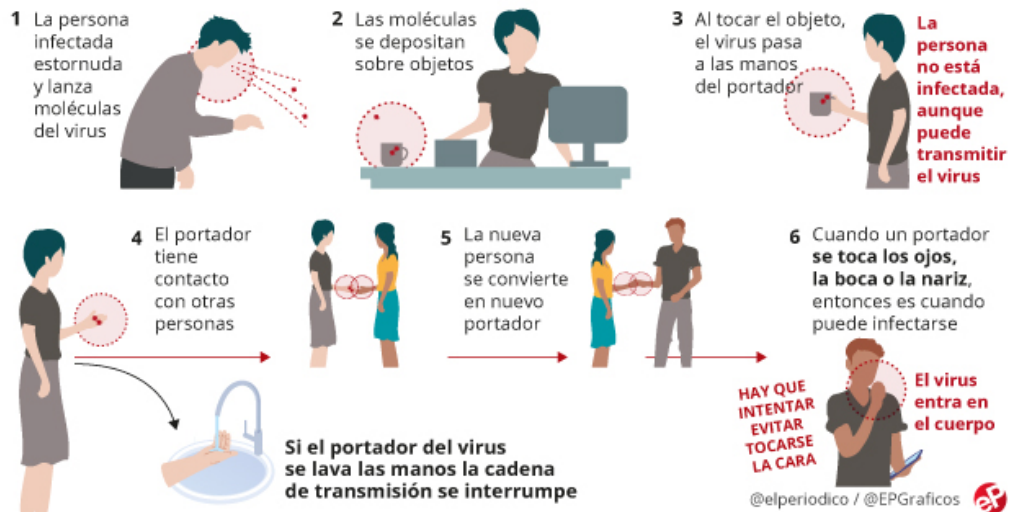 1 La persona
infectada
estornuda
y lanza
moléculas
del virus
2 Las moléculas
se depositan
sobre objetos
3 Al tocar el objeto,
el virus pasa
a las manos
del portador
La
persona
no está
infectada,
aunque
puede
transmitir
el virus
4 El portador
tiene
contacto
con otras
personas
5 La nueva
persona
se convierte
en nuevo
portador
6 Cuando un portador
se toca los ojos,
la boca o la nariz,
entonces es cuando
puede infectarse
Si el portador del virus
se lava las manos la cadena
de transmisión se interrumpe
HAY QUE
INTENTAR
EVITAR
TOCARSE
LA CARA
El virus
entra en
el cuerpo
@elperiodico / @EPGraficos
eP